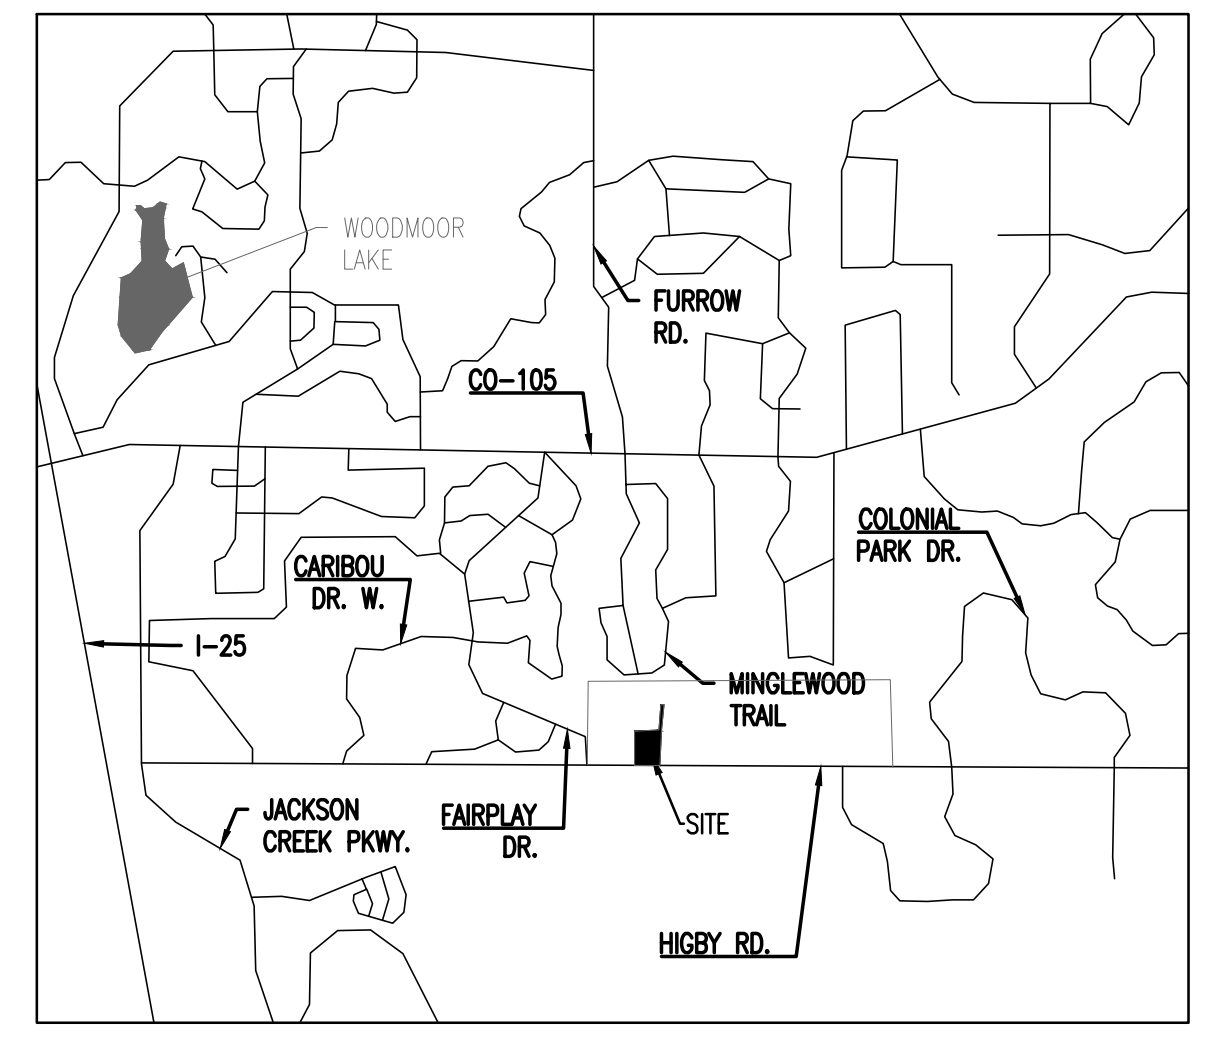 WOODMOOR
LAKE
FURROW
RD.
CO-105
COLONIAL
PARK DR.
CARIBOU
DR. W.
I-25
MINGLEWOOD
TRAIL
JACKSON
CREEK PKWY.
FAIRPLAY
DR.
SITE
HIGBY RD.